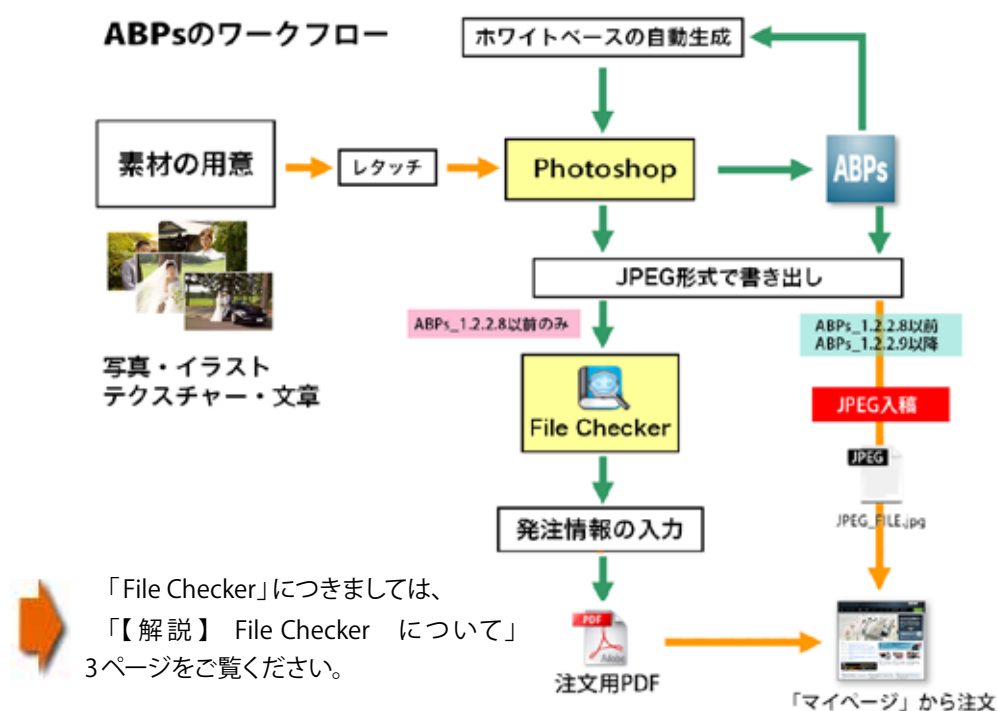 ABPsのワークフロー
ホワイトベースの自動生成
素材の用意
レタッチ
Photoshop
ABPs
JPEG形式で書き出し
ABPs_1.2.2.8以前のみ
ABPs_1.2.2.8以前
ABPs_1.2.2.9以降
写真・イラスト
テクスチャー・文章
File Checker
JPEG入稿
JPEG
JPEG_FILE.jpg
発注情報の入力
「File Checker」につきましては、
「【解説】 File Checker について」
3ページをご覧ください。
PDF
Adobe
注文用PDF
「マイページ」から注文